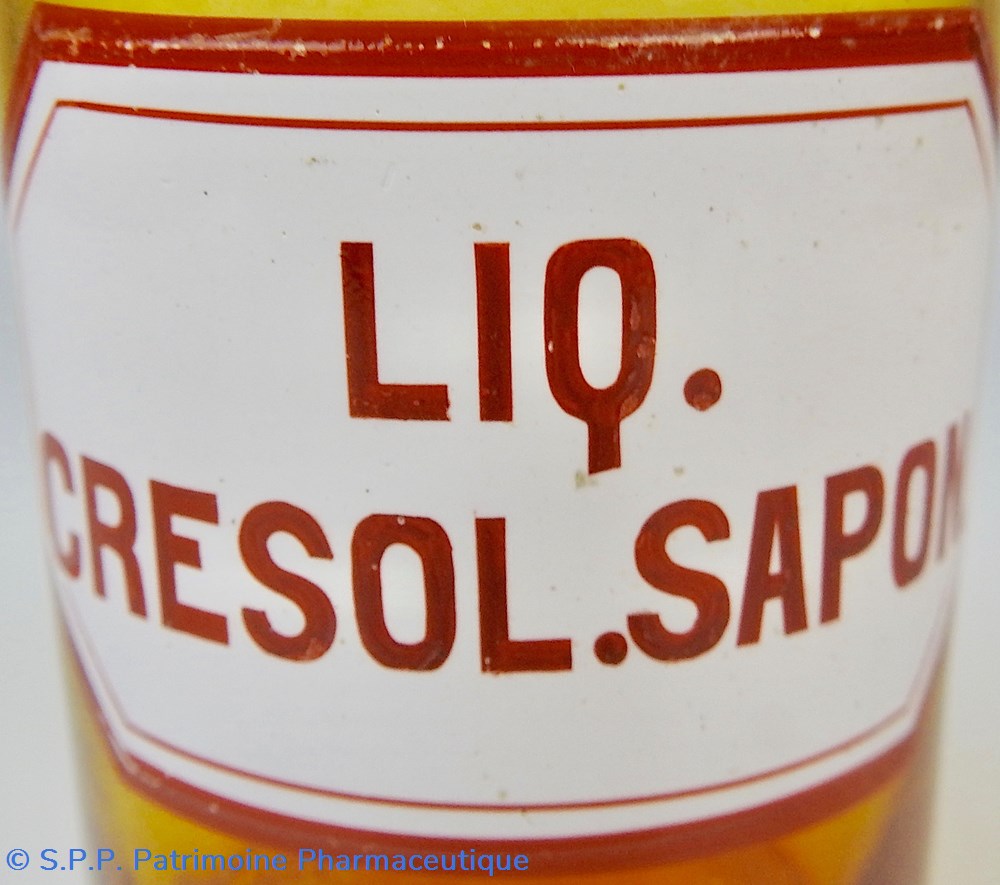 LIQ.
CRESOL.SAPON
© S.P.P. Patrimoine Pharmaceutique